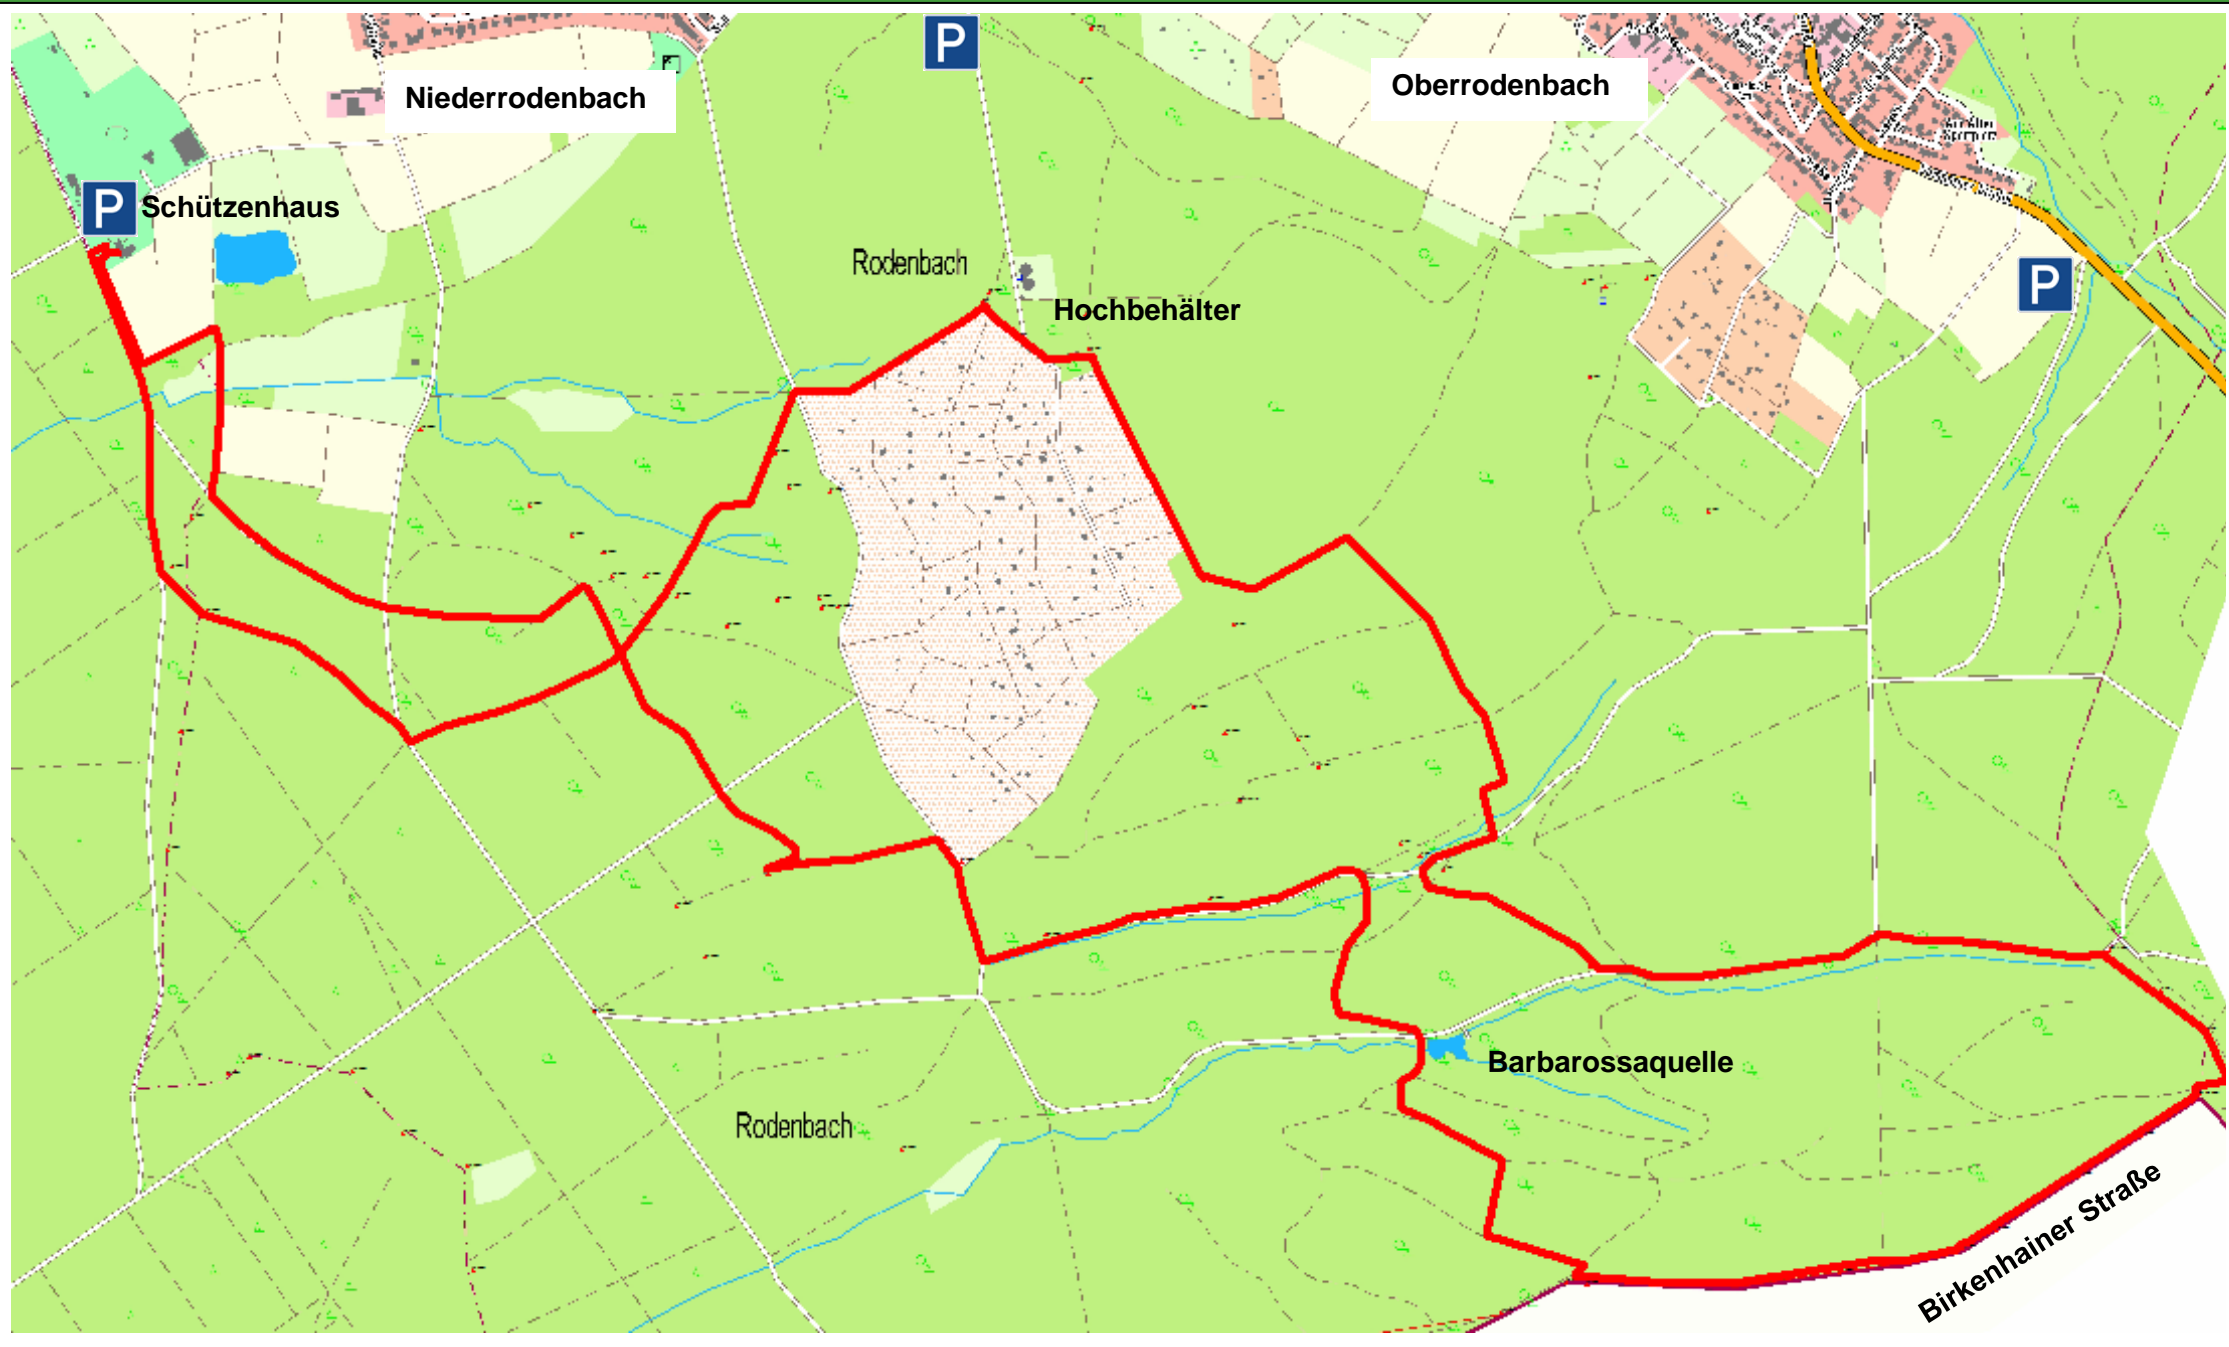 P
Niederrodenbach
Oberrodenbach
P
Schützenhaus
Rodenbach
P
Hochbehälter
Barbarossaquelle
Rodenbach
Birkenhainer Straße